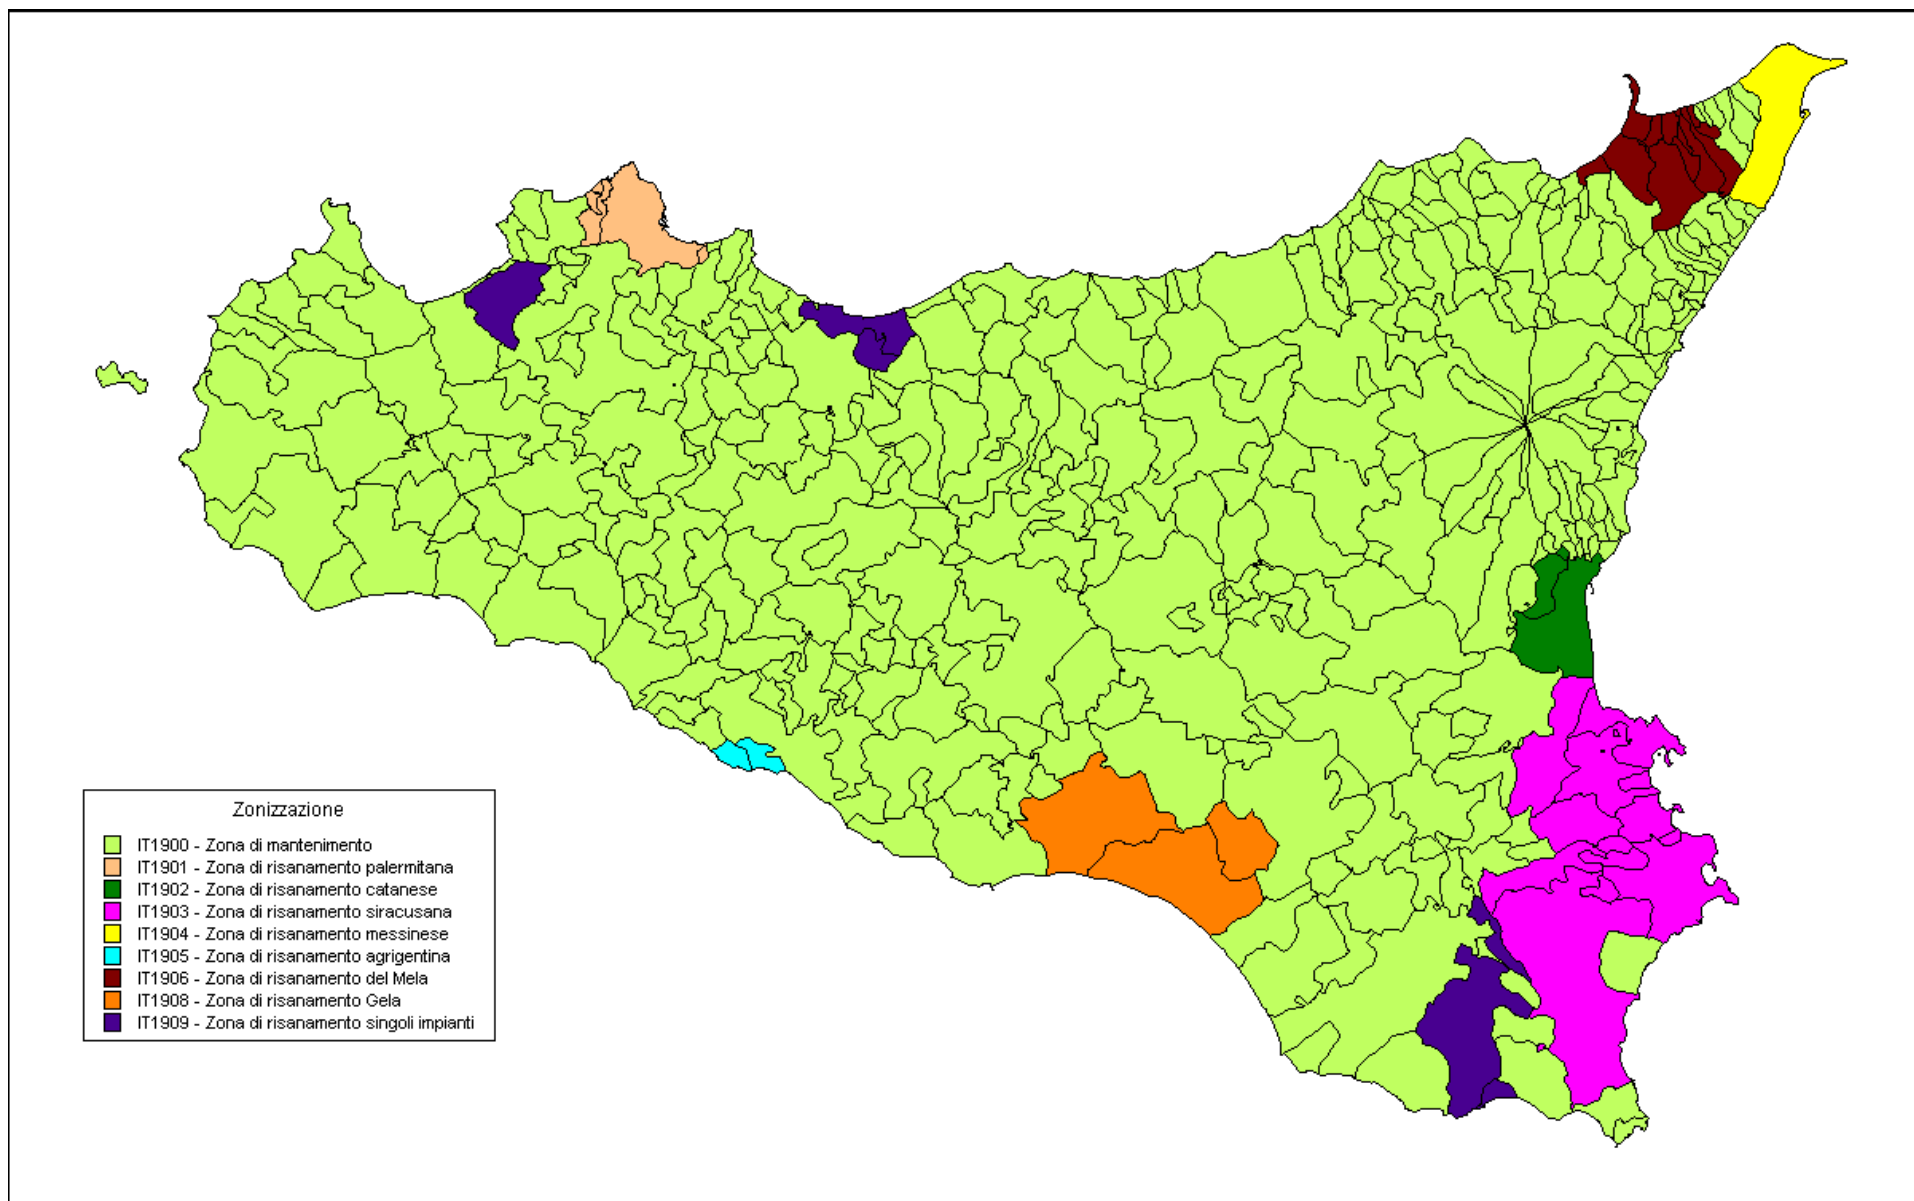 Zonizzazione
IT1900 - Zona di mantenimento
IT1901 - Zona di risanamento palermitana
IT1902 - Zona di risanamento catanese
IT1903 - Zona di risanamento siracusana
IT1904 - Zona di risanamento messinese
IT1905 - Zona di risanamento agrigentina
IT1906 - Zona di risanamento del Mela
IT1908 - Zona di risanamento Gela
IT1909 - Zona di risanamento singoli impianti